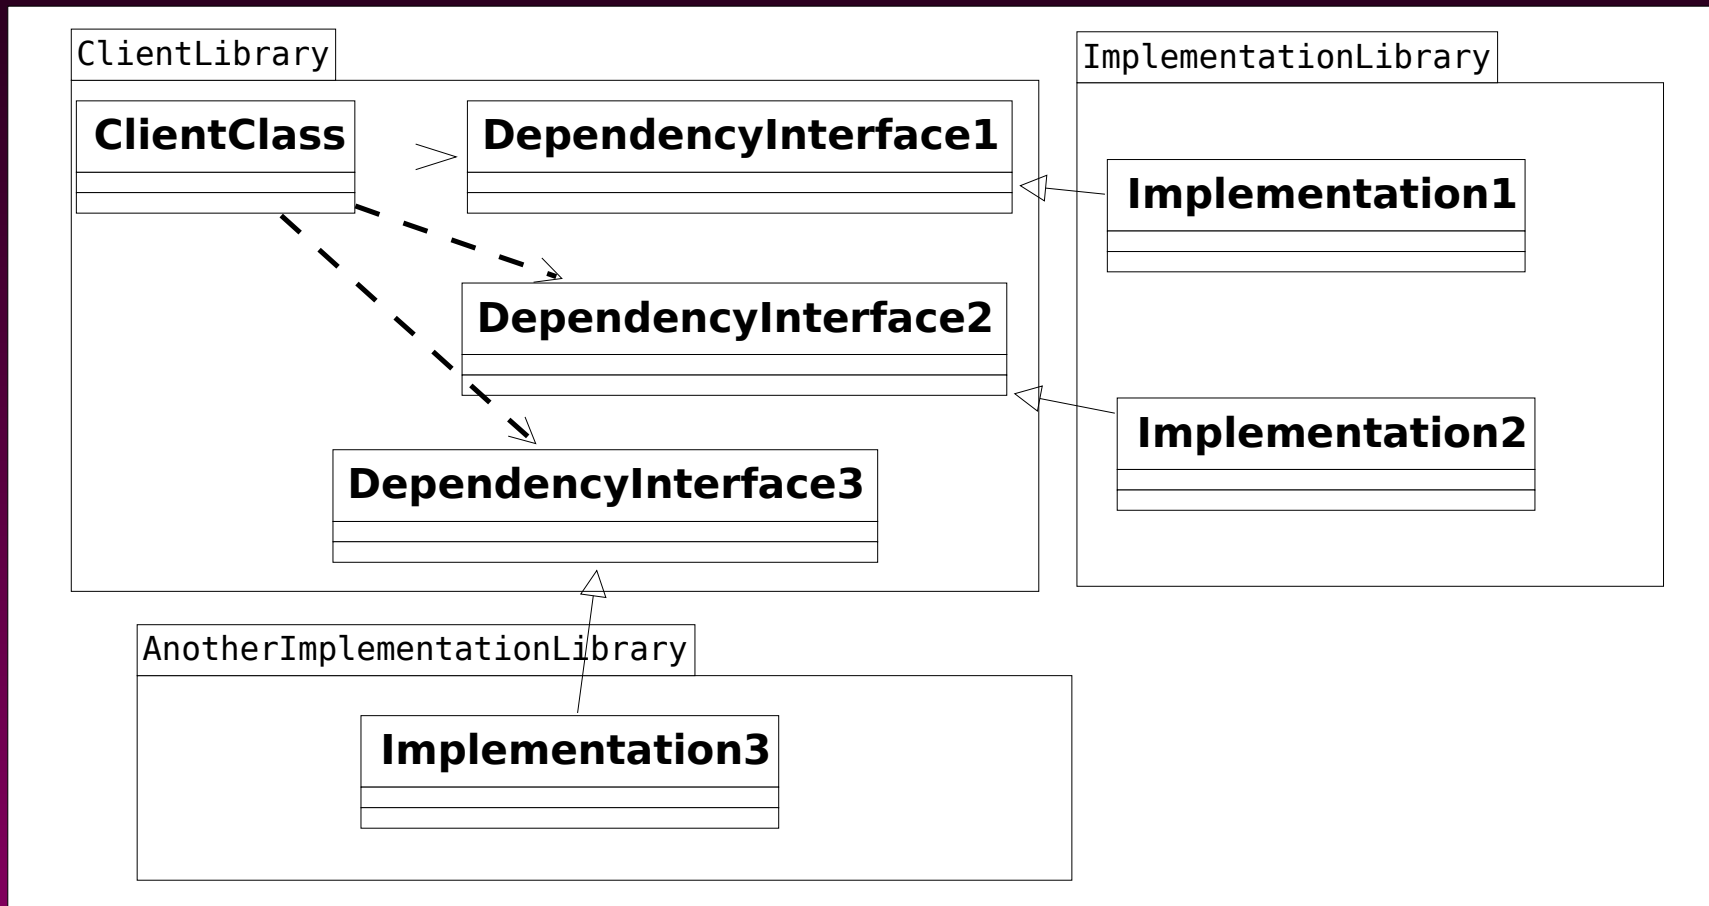 ClientLibrary
ImplementationLibrary
ClientClass
DependencyInterface1
Implementation1
DependencyInterface2
Implementation2
DependencyInterface3
AnotherImplementationLibrary
Implementation3